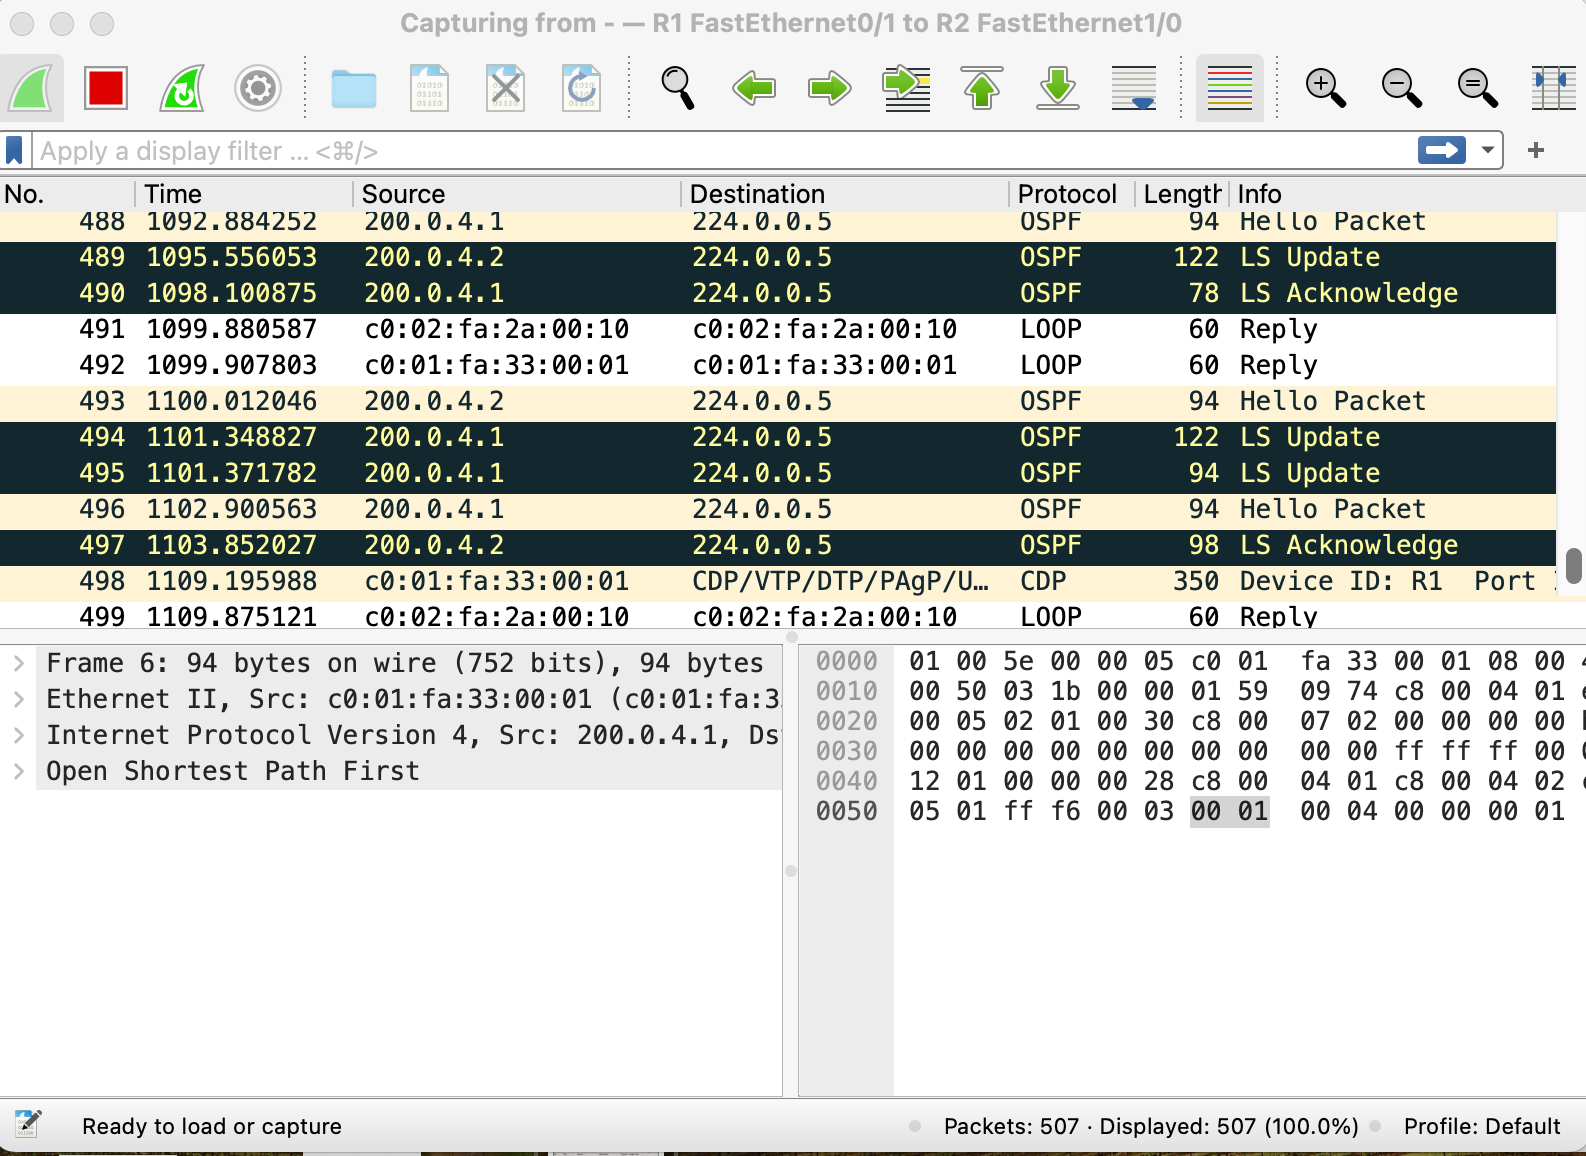 Capturing from - — R1 FastEthernet0/1 to R2 FastEthernet1/0
Apply a display filter ... <⌘/>
No. Time Source Destination Protocol Length Info
488 1092.884252 200.0.4.1 224.0.0.5 OSPF 94 Hello Packet
489 1095.556053 200.0.4.2 224.0.0.5 OSPF 122 LS Update
490 1098.100875 200.0.4.1 224.0.0.5 OSPF 78 LS Acknowledge
491 1099.880587 c0:02:fa:2a:00:10 c0:02:fa:2a:00:10 LOOP 60 Reply
492 1099.907803 c0:01:fa:33:00:01 c0:01:fa:33:00:01 LOOP 60 Reply
493 1100.012046 200.0.4.2 224.0.0.5 OSPF 94 Hello Packet
494 1101.348827 200.0.4.1 224.0.0.5 OSPF 122 LS Update
495 1101.371782 200.0.4.1 224.0.0.5 OSPF 94 LS Update
496 1102.900563 200.0.4.1 224.0.0.5 OSPF 94 Hello Packet
497 1103.852027 200.0.4.2 224.0.0.5 OSPF 98 LS Acknowledge
498 1109.195988 c0:01:fa:33:00:01 CDP/VTP/DTP/PAgP/U… CDP 350 Device ID: R1 Port
499 1109.875121 c0:02:fa:2a:00:10 c0:02:fa:2a:00:10 LOOP 60 Reply
Frame 6: 94 bytes on wire (752 bits), 94 bytes
Ethernet II, Src: c0:01:fa:33:00:01 (c0:01:fa:3
Internet Protocol Version 4, Src: 200.0.4.1, Ds
Open Shortest Path First
0000 01 00 5e 00 00 05 c0 01 fa 33 00 01 08 00
0010 00 50 03 1b 00 00 01 59 09 74 c8 00 04 01
0020 00 05 02 01 00 30 c8 00 07 02 00 00 00 00
0030 00 00 00 00 00 00 00 00 00 00 ff ff ff 00
0040 12 01 00 00 00 28 c8 00 04 01 c8 00 04 02
0050 05 01 ff f6 00 03 00 01 00 04 00 00 00 01
Ready to load or capture
Packets: 507 · Displayed: 507 (100.0%)
Profile: Default